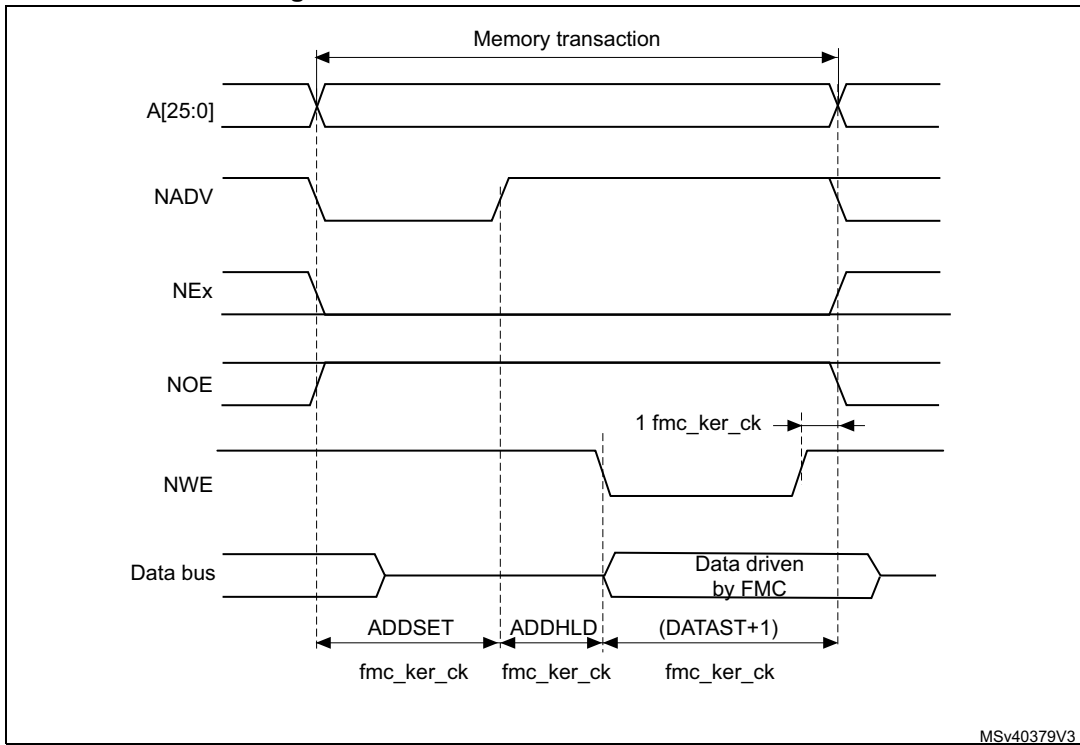 Memory transaction
A[25:0]
NADV
NEx
NOE
1 fmc_ker_ck
NWE
Data bus
Data driven
by FMC
ADDSET
ADDHLD
(DATAST+1)
fmc_ker_ck
fmc_ker_ck
fmc_ker_ck
MSv40379V3